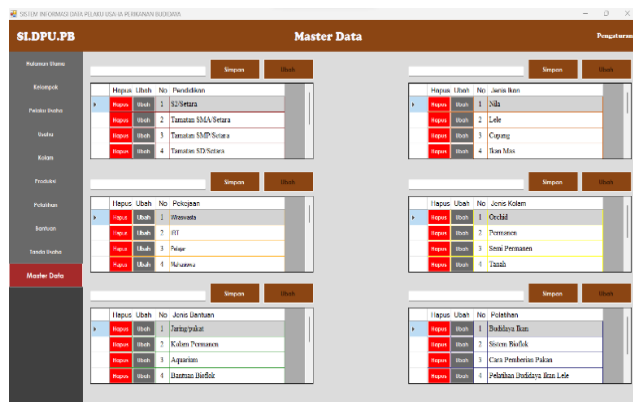 SISTEM INFORMASI DATA PELAKU USAHA PERIKANAN BUDIDAYA
SI.DPU.PB
Master Data
Pengaturan
Halaman Utama
Kelompok
Pelaku Usaha
Usaha
Kolam
Produksi
Pelatihan
Bantuan
Tanda Usaha
Master Data
Simpan Ubah
Hapus Ubah No Pendidikan
Hapus Ubah 1 S2/Setara
Hapus Ubah 2 Tamatan SMA/Setara
Hapus Ubah 3 Tamatan SMP/Setara
Hapus Ubah 4 Tamatan SD/Setara
Simpan Ubah
Hapus Ubah No Jenis Ikan
Hapus Ubah 1 Nila
Hapus Ubah 2 Lele
Hapus Ubah 3 Cupang
Hapus Ubah 4 Ikan Mas
Simpan Ubah
Hapus Ubah No Pekejaan
Hapus Ubah 1 Wiraswasta
Hapus Ubah 2 IRT
Hapus Ubah 3 Pelajar
Hapus Ubah 4 Mahasiswa
Simpan Ubah
Hapus Ubah No Jenis Kolam
Hapus Ubah 1 Orchid
Hapus Ubah 2 Permanen
Hapus Ubah 3 Semi Permanen
Hapus Ubah 4 Tanah
Simpan Ubah
Hapus Ubah No Jenis Bantuan
Hapus Ubah 1 Jaring/pukat
Hapus Ubah 2 Kolam Permanen
Hapus Ubah 3 Aquarium
Hapus Ubah 4 Bantuan Bioflok
Simpan Ubah
Hapus Ubah No Pelatihan
Hapus Ubah 1 Budidaya Ikan
Hapus Ubah 2 Sistem Bioflok
Hapus Ubah 3 Cara Pemberian Pakan
Hapus Ubah 4 Pelatihan Budidaya Ikan Lele